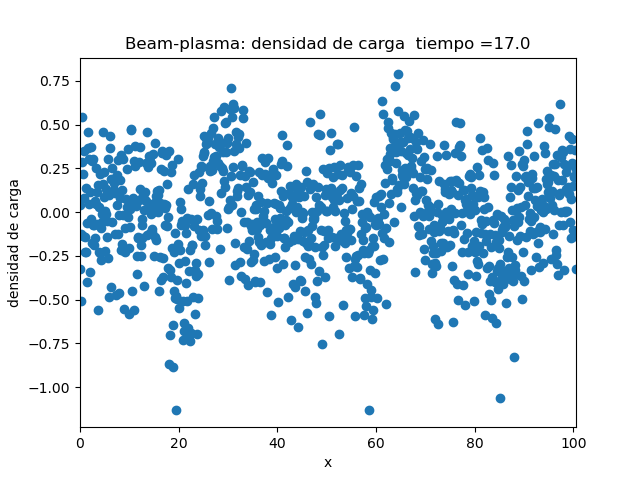 Beam-plasma: densidad de carga  tiempo =17.0
densidad de carga
0.75
0.50
0.25
0.00
−0.25
−0.50
−0.75
−1.00
0 20 40 60 80 100
x